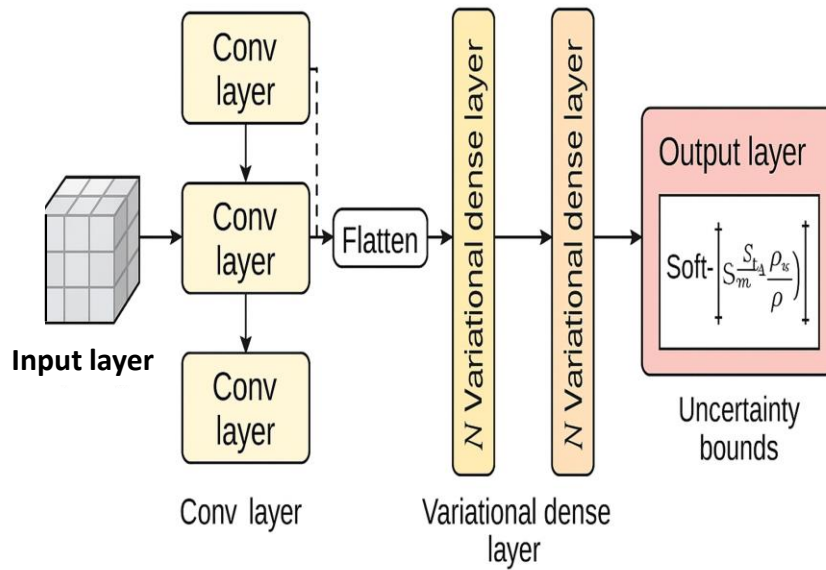 Conv
layer
Conv
layer
Conv
layer
Input layer
Flatten
N Variational dense layer
N Variational dense layer
Output layer
Soft-
Conv layer
Variational dense
layer
Uncertainty
bounds